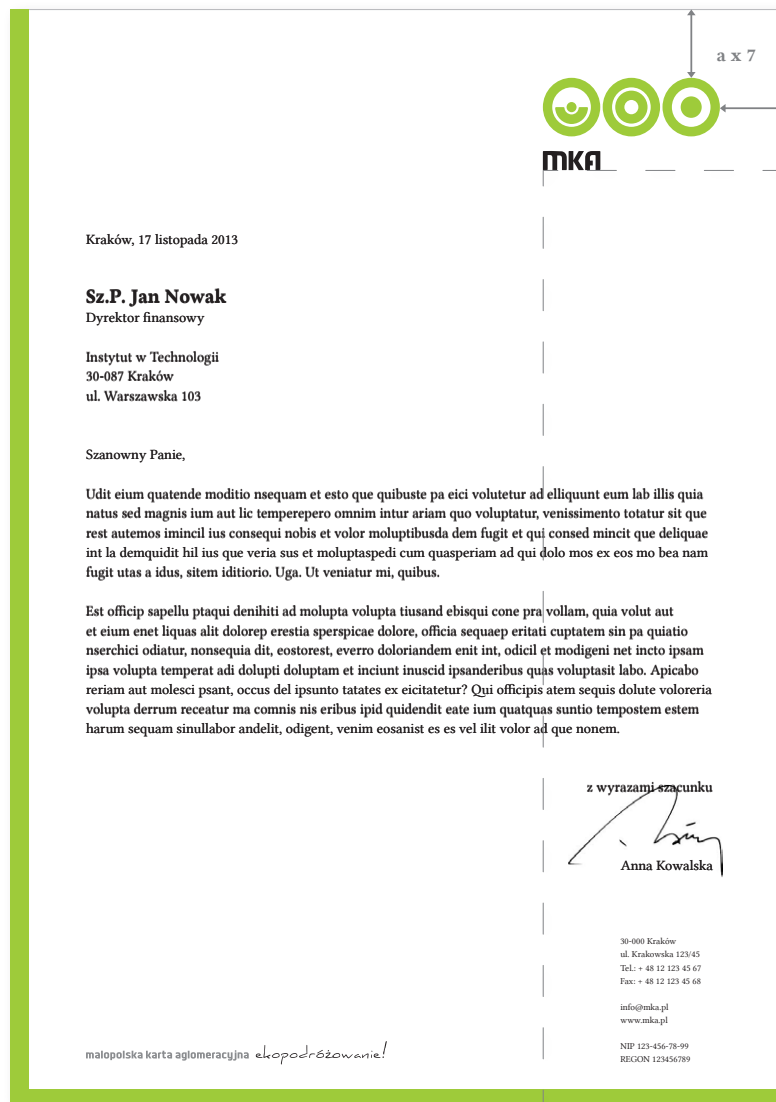 a x 7
mka
Kraków, 17 listopada 2013
Sz.P. Jan Nowak
Dyrektor finansowy
Instytut w Technologii
30-087 Kraków
ul. Warszawska 103
Szanowny Panie,
Udit eium quatende moditio nsequam et esto que quibuste pa eici volutetur ad elliquunt eum lab illis quia
natus sed magnis ium aut lic temperepero omnim intur ariam quo voluptatur, venissimento totatur sit que
rest autemos imincil ius consequi nobis et volor moluptibusda dem fugit et qui consed mincit que deliquae
int la demquidit hil ius que veria sus et moluptaspedi cum quasperiam ad qui dolo mos ex eos mo bea nam
fugit utas a idus, sitem iditiorio. Uga. Ut veniatur mi, quibus.
Est officip sapellu ptaqui denihiti ad molupta volupta tiusand ebisqui cone pra vollam, quia volut aut
et eium enet liquas alit dolorep erestia sperspicae dolore, officia sequaep eritati cuptatem sin pa quiatio
nserchici odiatur, nonsequia dit, eostorest, everro doloriandem enit int, odicil et modigeni net incto ipsam
ipsa volupta temperat adi dolupti doluptam et inciunt inuscid ipsanderibus quas voluptasit labo. Apicabo
reriam aut molesci psant, occus del ipsunto tatates ex eicitatetur? Qui officipis atem sequis dolute voloreria
volupta derrum receatur ma comnis nis eribus ipid quidendit eate ium quatquas suntio tempostem estem
harum sequam sinullabor andelit, odigent, venim eosanist es es vel ilit volor ad que nonem.
z wyrazami szacunku
Anna Kowalska
30-000 Kraków
ul. Krakowska 123/45
Tel.: + 48 12 123 45 67
Fax: + 48 12 123 45 68
info@mka.pl
www.mka.pl
NIP 123-456-78-99
REGON 123456789
małopolska karta aglomeracyjna ekopodróżowanie!